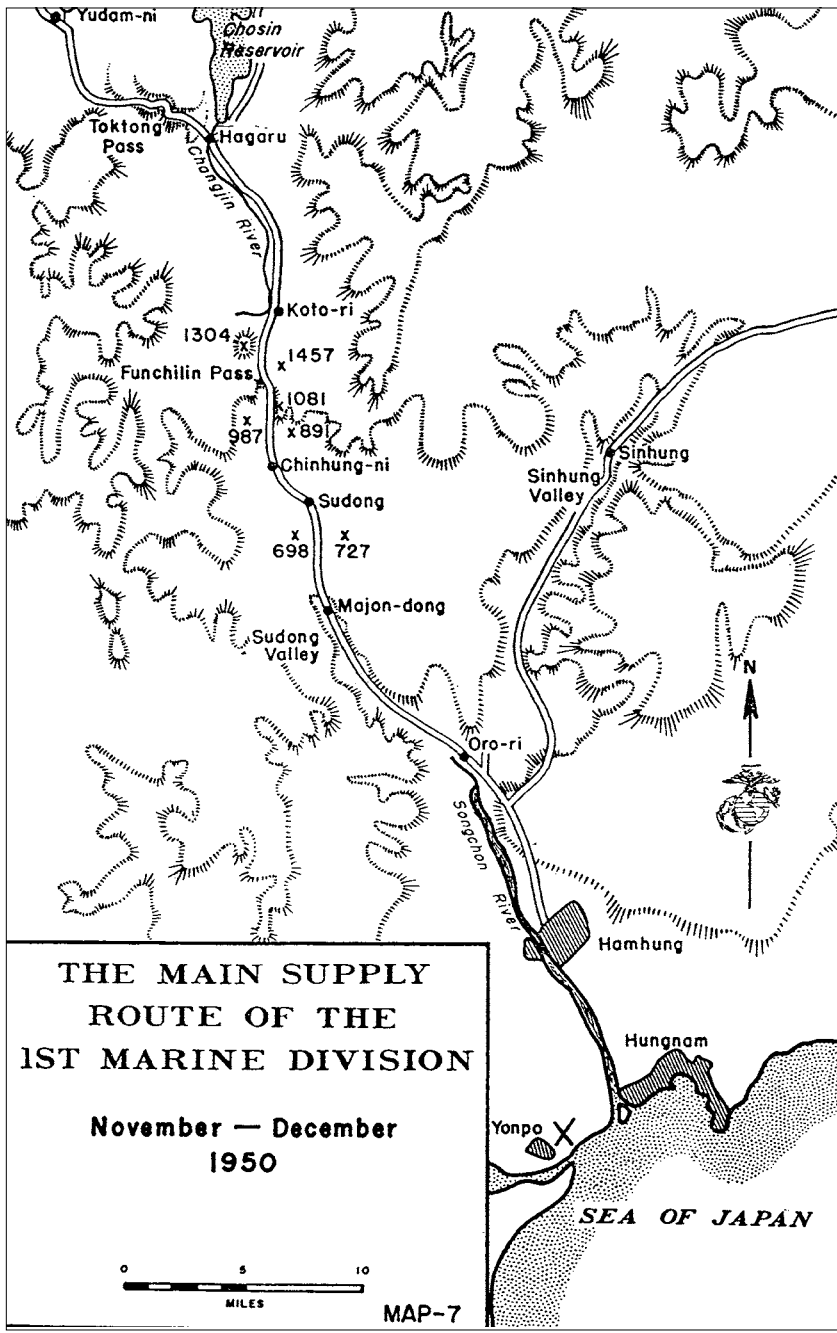 Yudam-ni
Chosin
Reservoir
Toktong
Pass
Hagaru
Changjin River
Koto-ri
1304
1457
Funchilin Pass
1081
987
891
Chinhung-ni
Sudong
698
727
Sinhung
Sinhung
Valley
Majon-dong
Sudong
Valley
N
Oro-ri
Songchon River
Hamhung
Hungnam
Yonpo
SEA OF JAPAN
THE MAIN SUPPLY
ROUTE OF THE
1ST MARINE DIVISION
November — December
1950
0 5 10
MILES
MAP-7